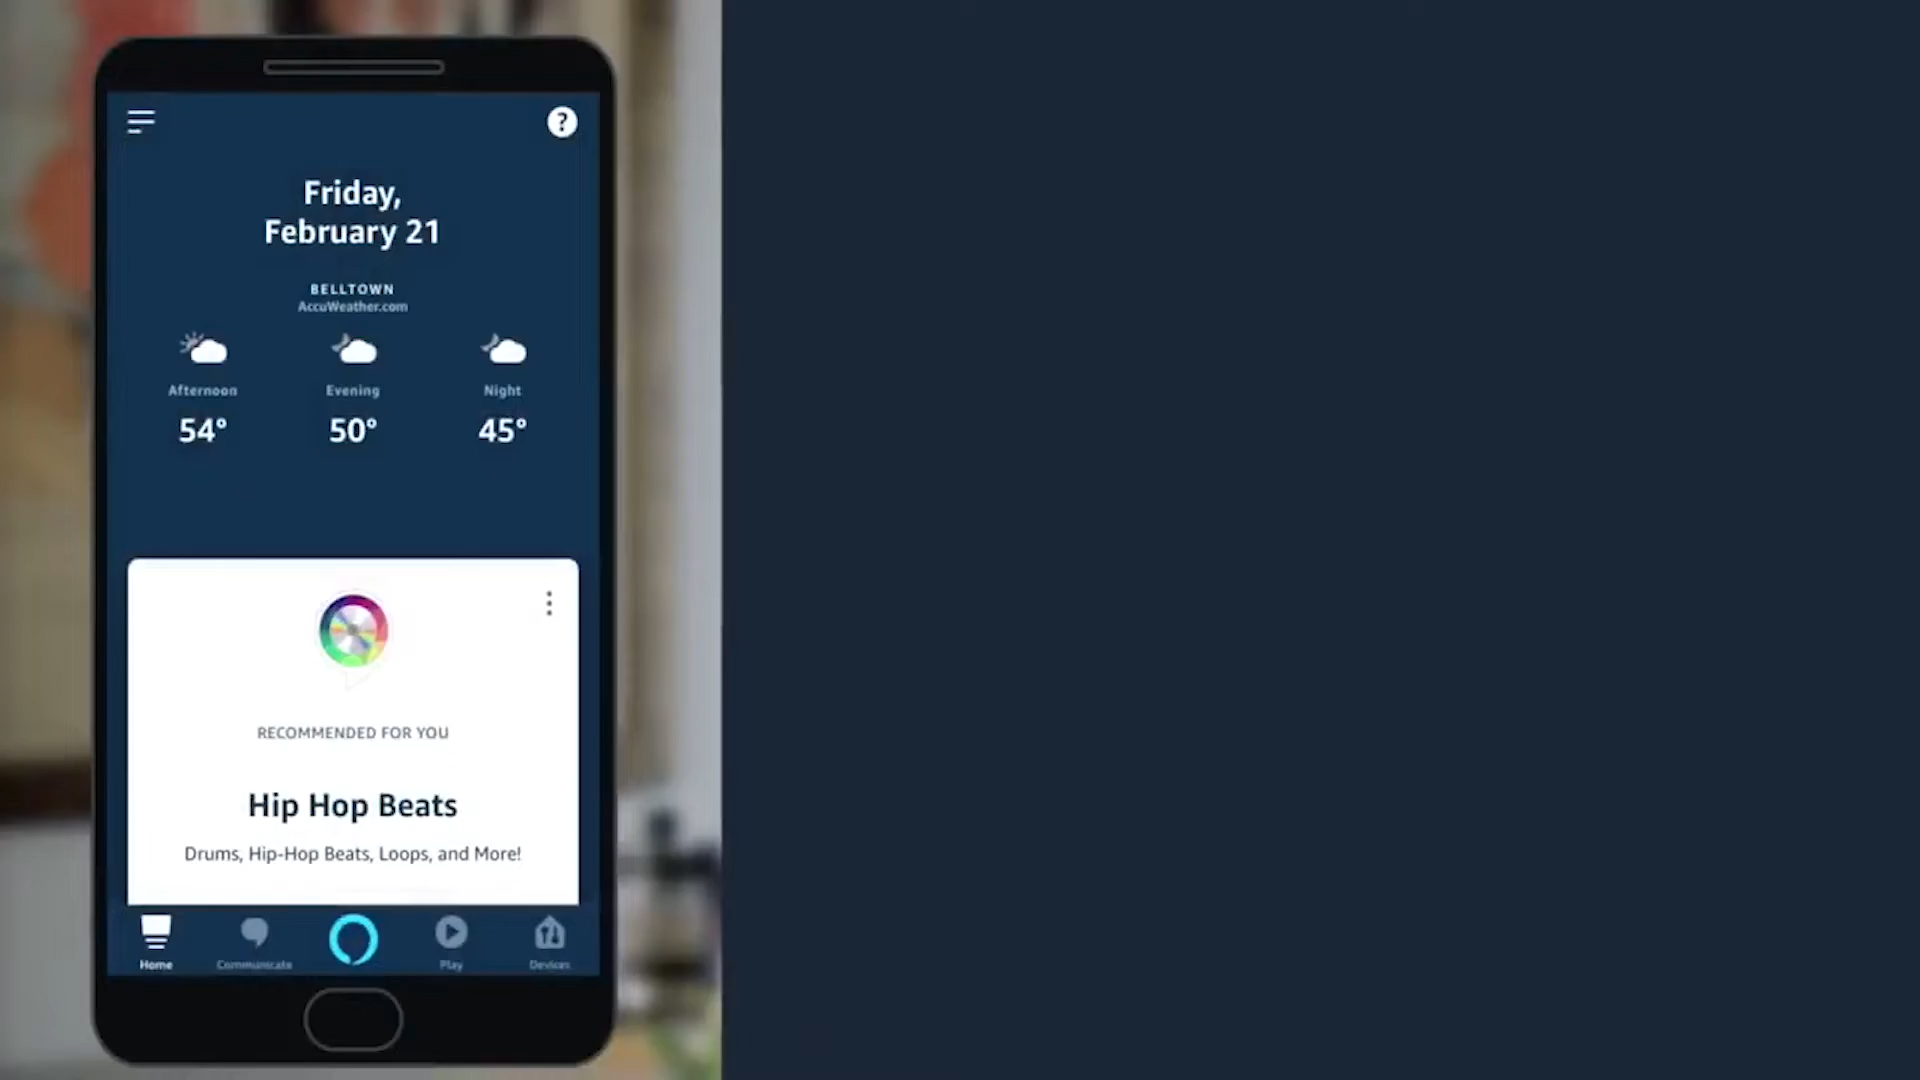 ?
Friday,
February 21
BELLTOWN
AccuWeather.com
Afternoon Evening Night
54° 50° 45°
RECOMMENDED FOR YOU
Hip Hop Beats
Drums, Hip-Hop Beats, Loops, and More!
Home Communicate Play Devices